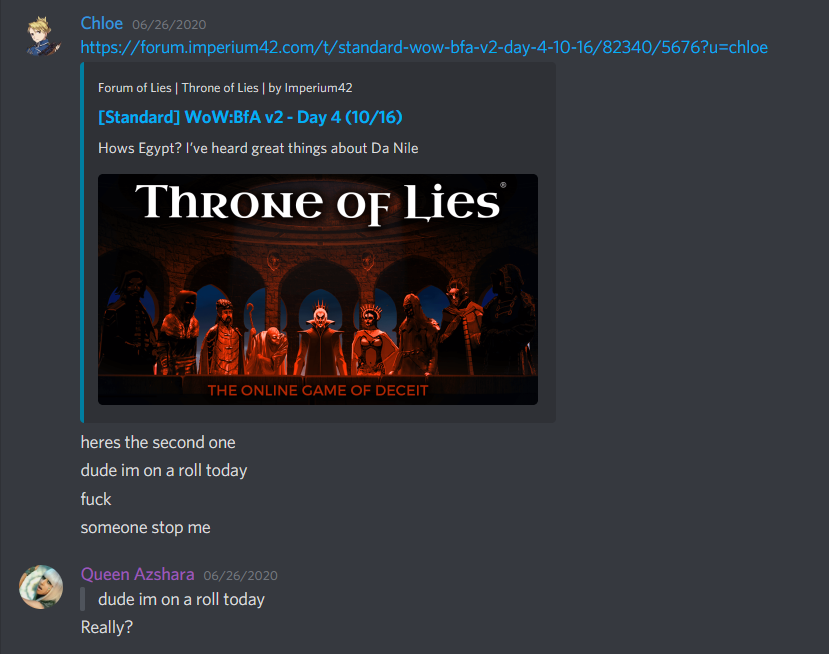 Chloe 06/26/2020
https://forum.imperium42.com/t/standard-wow-bfa-v2-day-4-10-16/82340/5676?u=chloe
Forum of Lies | Throne of Lies | by Imperium42
[Standard] WoW:BfA v2 - Day 4 (10/16)
Hows Egypt? I've heard great things about Da Nile
THRONE OF LIES®
THE ONLINE GAME OF DECEIT
heres the second one
dude im on a roll today
fuck
someone stop me
Queen Azshara 06/26/2020
dude im on a roll today
Really?